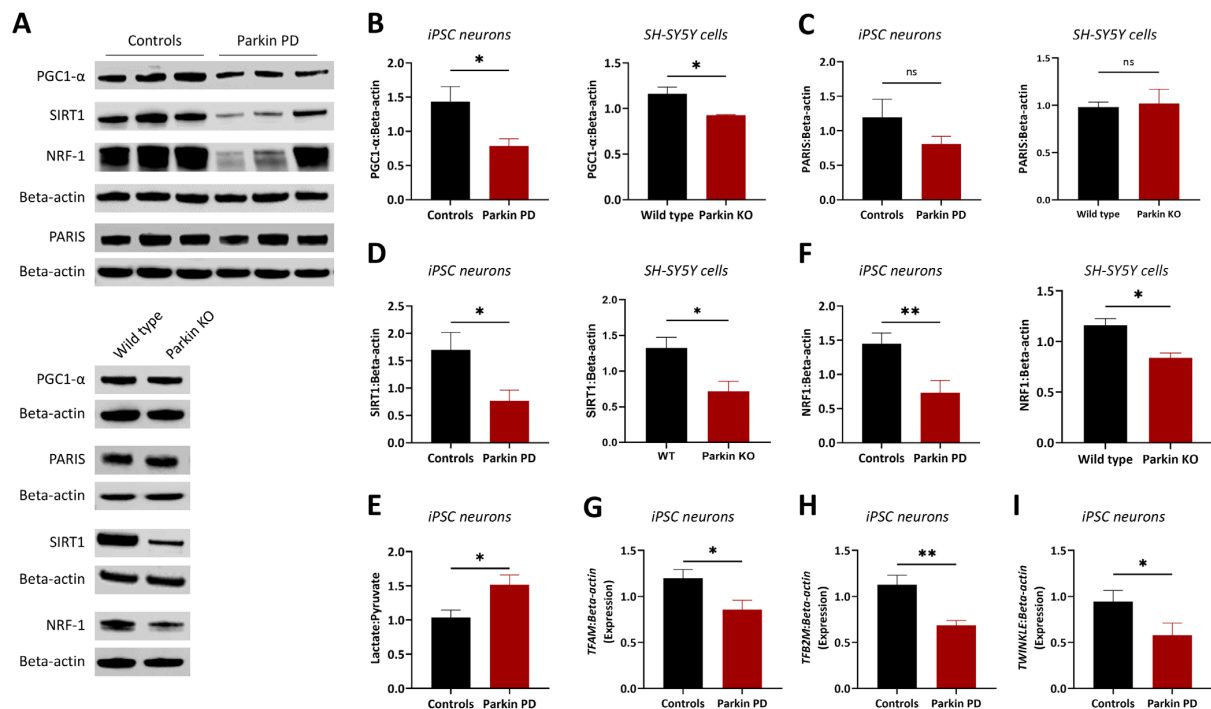 A
Controls
Parkin PD
PGC1-α
SIRT1
NRF-1
Beta-actin
PARIS
Beta-actin
Wild type
Parkin KO
PGC1-α
Beta-actin
PARIS
Beta-actin
SIRT1
Beta-actin
NRF-1
Beta-actin
B
iPSC neurons
PGC1-α:Beta-actin
2.0
1.5
1.0
0.5
0.0
*
Controls
Parkin PD
SH-SY5Y cells
PGC1-α:Beta-actin
1.5
1.0
0.5
0.0
*
Wild type
Parkin KO
C
iPSC neurons
PARIS:Beta-actin
2.0
1.5
1.0
0.5
0.0
ns
Controls
Parkin PD
SH-SY5Y cells
PARIS:Beta-actin
1.5
1.0
0.5
0.0
ns
Wild type
Parkin KO
D
iPSC neurons
SIRT1:Beta-actin
2.5
2.0
1.5
1.0
0.5
0.0
*
Controls
Parkin PD
SH-SY5Y cells
SIRT1:Beta-actin
2.0
1.5
1.0
0.5
0.0
*
WT
Parkin KO
F
iPSC neurons
NRF1:Beta-actin
2.0
1.5
1.0
0.5
0.0
**
Controls
Parkin PD
SH-SY5Y cells
NRF1:Beta-actin
1.5
1.0
0.5
0.0
*
Wild type
Parkin KO
E
iPSC neurons
Lactate:Pyruvate
2.0
1.5
1.0
0.5
0.0
*
Controls
Parkin PD
G
iPSC neurons
TFAM:Beta-actin
(Expression)
1.5
1.0
0.5
0.0
*
Controls
Parkin PD
H
iPSC neurons
TFB2M:Beta-actin
(Expression)
1.5
1.0
0.5
0.0
**
Controls
Parkin PD
I
iPSC neurons
TWINKLE:Beta-actin
(Expression)
1.5
1.0
0.5
0.0
*
Controls
Parkin PD